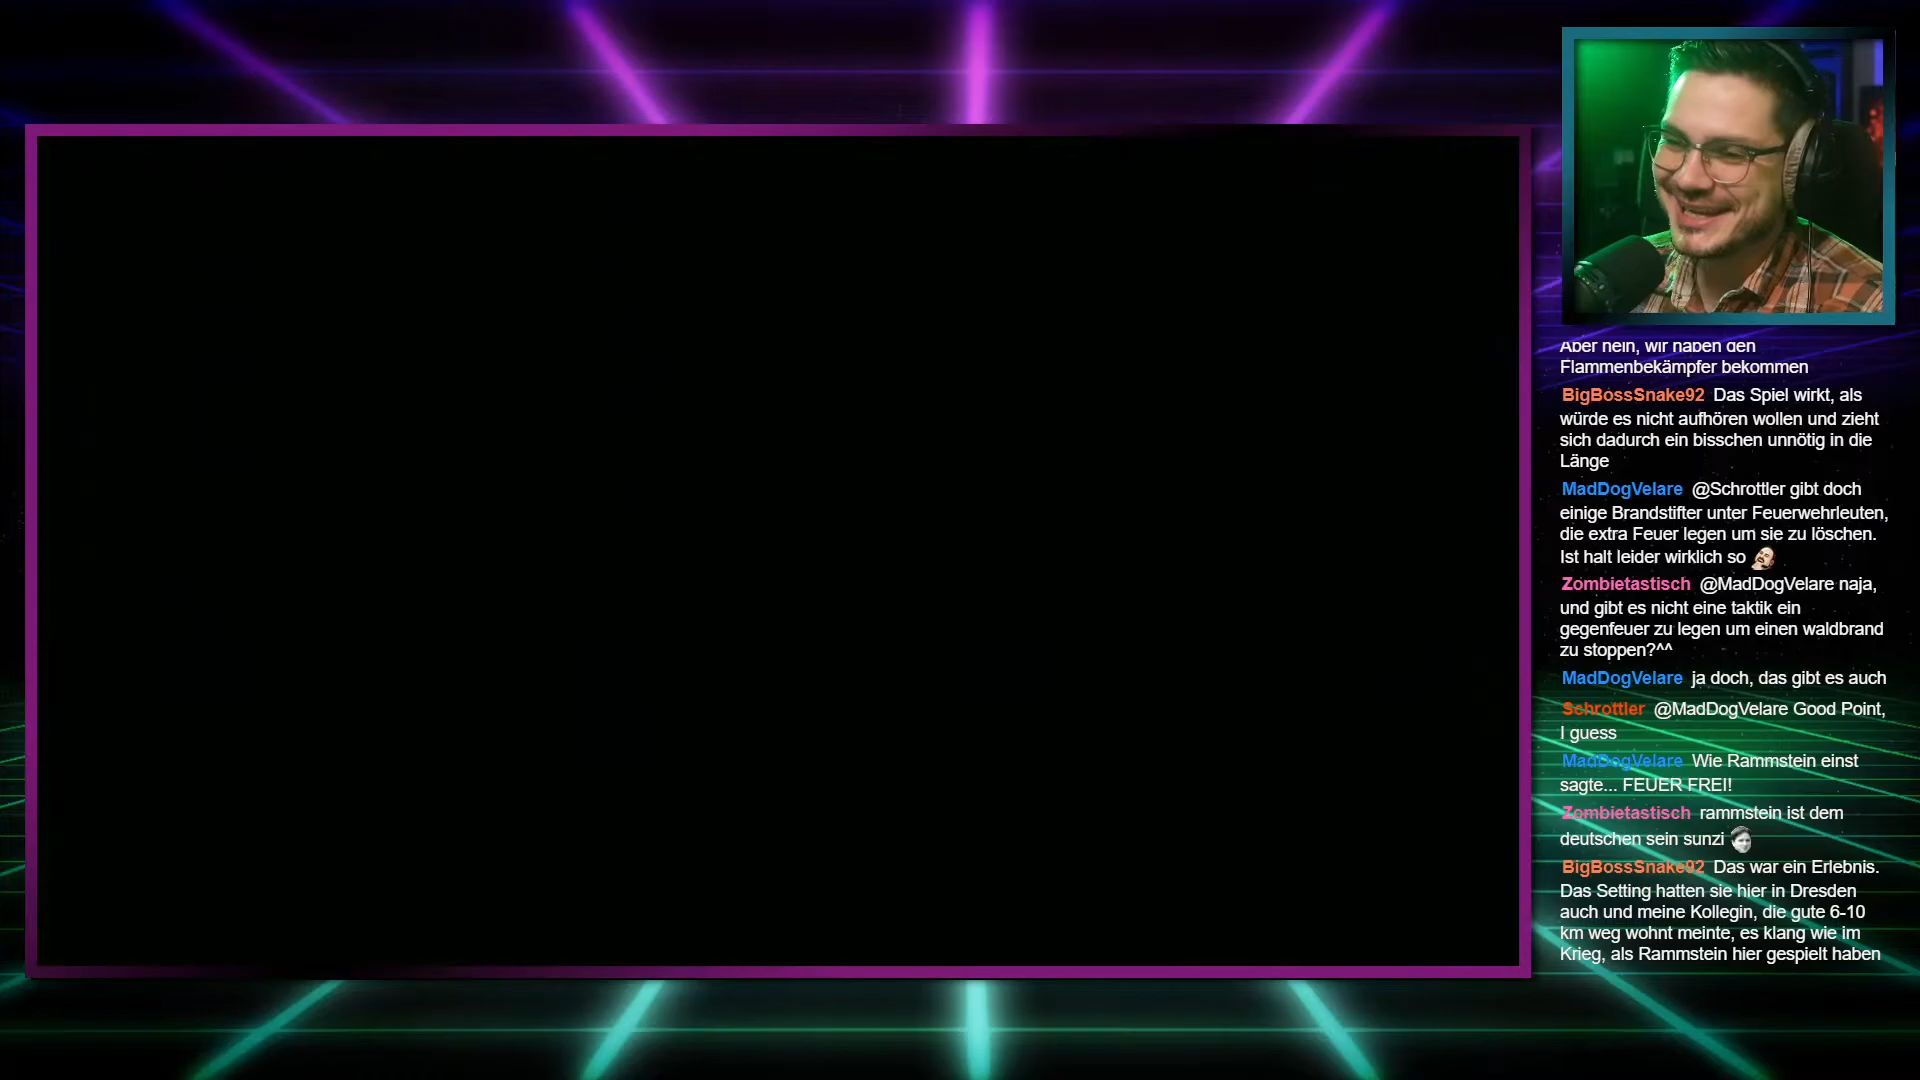 Aber nein, wir haben den
Flammenbekämpfer bekommen
BigBossSnake92 Das Spiel wirkt, als
würde es nicht aufhören wollen und zieht
sich dadurch ein bisschen unnötig in die
Länge
MadDogVelare @Schrottler gibt doch
einige Brandstifter unter Feuerwehrleuten,
die extra Feuer legen um sie zu löschen.
Ist halt leider wirklich so
Zombietastisch @MadDogVelare naja,
und gibt es nicht eine taktik ein
gegenfeuer zu legen um einen waldbrand
zu stoppen?^^
MadDogVelare ja doch, das gibt es auch
Schrottler @MadDogVelare Good Point,
I guess
MadDogVelare Wie Rammstein einst
sagte... FEUER FREI!
Zombietastisch rammstein ist dem
deutschen sein sunzi
BigBossSnake92 Das war ein Erlebnis.
Das Setting hatten sie hier in Dresden
auch und meine Kollegin, die gute 6-10
km weg wohnt meinte, es klang wie im
Krieg, als Rammstein hier gespielt haben